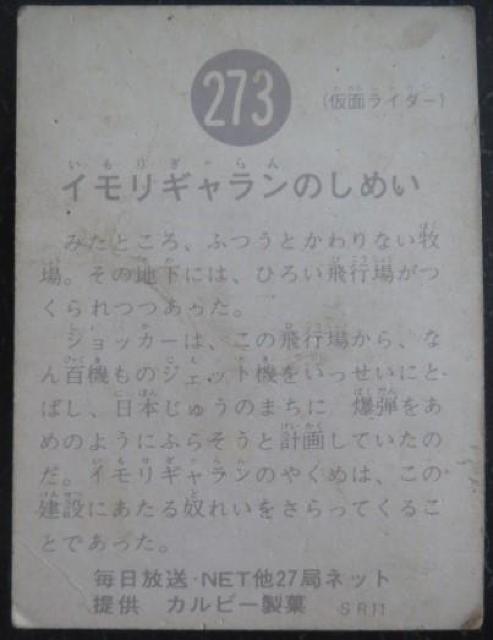 273
(仮面ライダー)
イモリギャランのしめい
みたところ、ふつうとかわりない牧
場。その地下には、ひろい飛行場がつ
くられつつあった。
ショッカーは、この飛行場から、な
ん百機ものジェット機をいっせいにと
ばし、日本じゅうのまちに 爆弾をあ
めのようにふらそうと計画していたの
だ。イモリギャランのやくめは、この
建設にあたる奴れいをさらってくるこ
とであった。
毎日放送・NET他27局ネット
提供 カルビー製菓 SR11